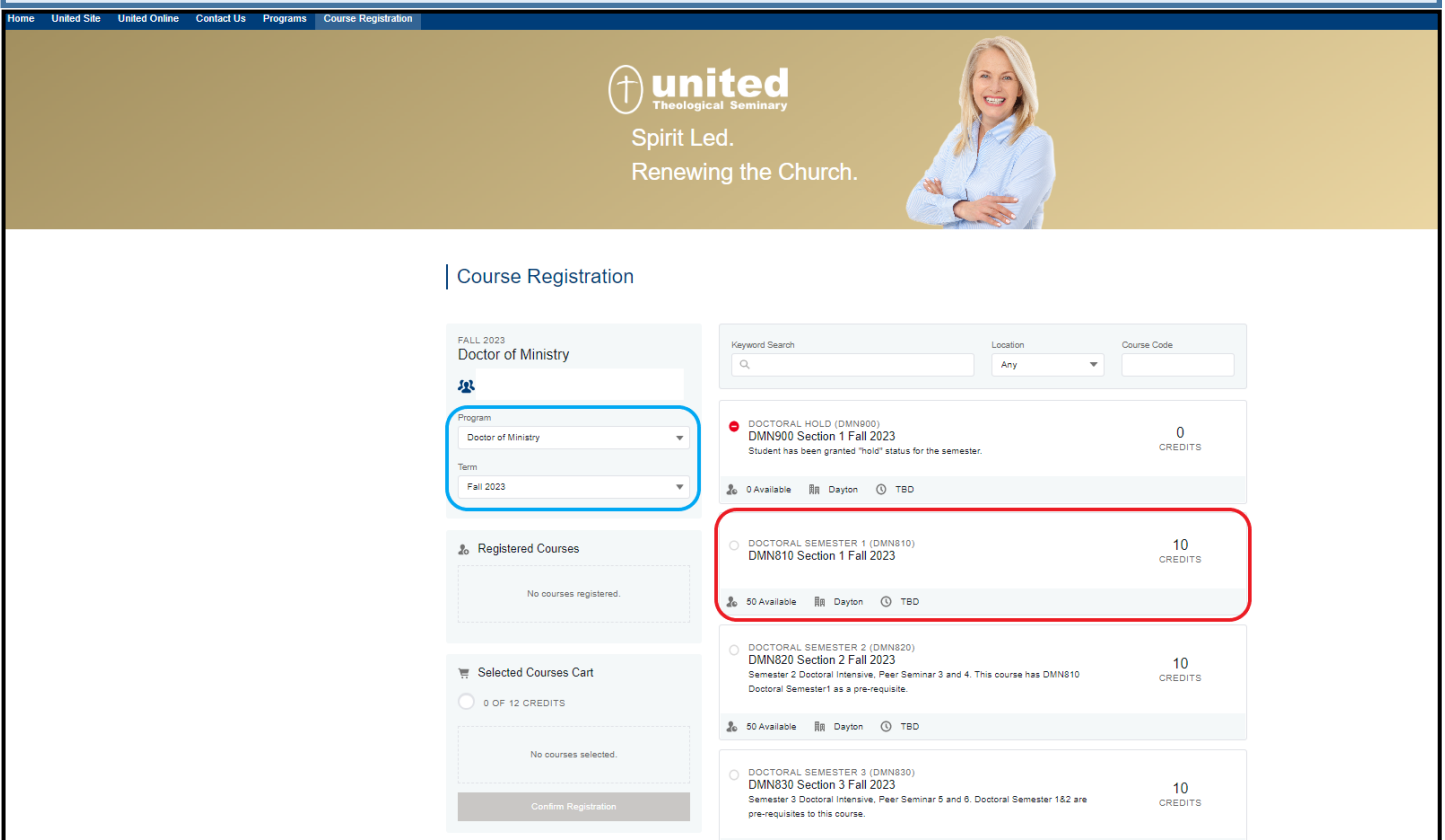 Home United Site United Online Contact Us Programs Course Registration
united
Theological Seminary
Spirit Led.
Renewing the Church.
Course Registration
FALL 2023
Doctor of Ministry
Program
Doctor of Ministry
Term
Fall 2023
Registered Courses
No courses registered.
Selected Courses Cart
0 OF 12 CREDITS
No courses selected.
Confirm Registration
Keyword Search Location Course Code
Any
DOCTORAL HOLD (DMN900)
DMN900 Section 1 Fall 2023
Student has been granted "hold" status for the semester.
0
CREDITS
0 Available Dayton TBD
DOCTORAL SEMESTER 1 (DMN810)
DMN810 Section 1 Fall 2023
10
CREDITS
50 Available Dayton TBD
DOCTORAL SEMESTER 2 (DMN820)
DMN820 Section 2 Fall 2023
Semester 2 Doctoral Intensive, Peer Seminar 3 and 4. This course has DMN810
Doctoral Semester1 as a pre-requisite.
10
CREDITS
50 Available Dayton TBD
DOCTORAL SEMESTER 3 (DMN830)
DMN830 Section 3 Fall 2023
Semester 3 Doctoral Intensive, Peer Seminar 5 and 6. Doctoral Semester 1&2 are
pre-requisites to this course.
10
CREDITS